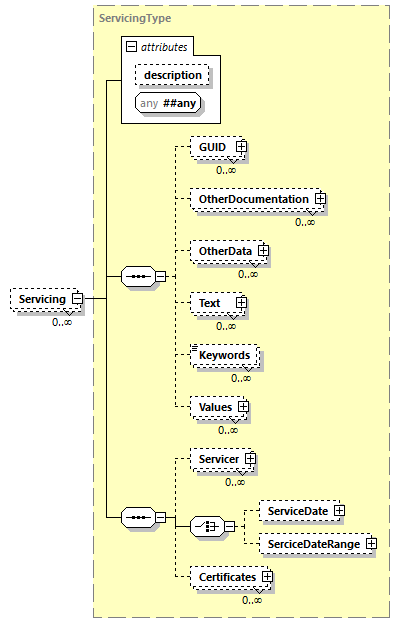 ServicingType
attributes
description
any ##any
GUID
0..∞
OtherDocumentation
0..∞
OtherData
0..∞
Servicing
0..∞
Text
0..∞
Keywords
0..∞
Values
0..∞
Servicer
0..∞
ServiceDate
SerciceDateRange
Certificates
0..∞